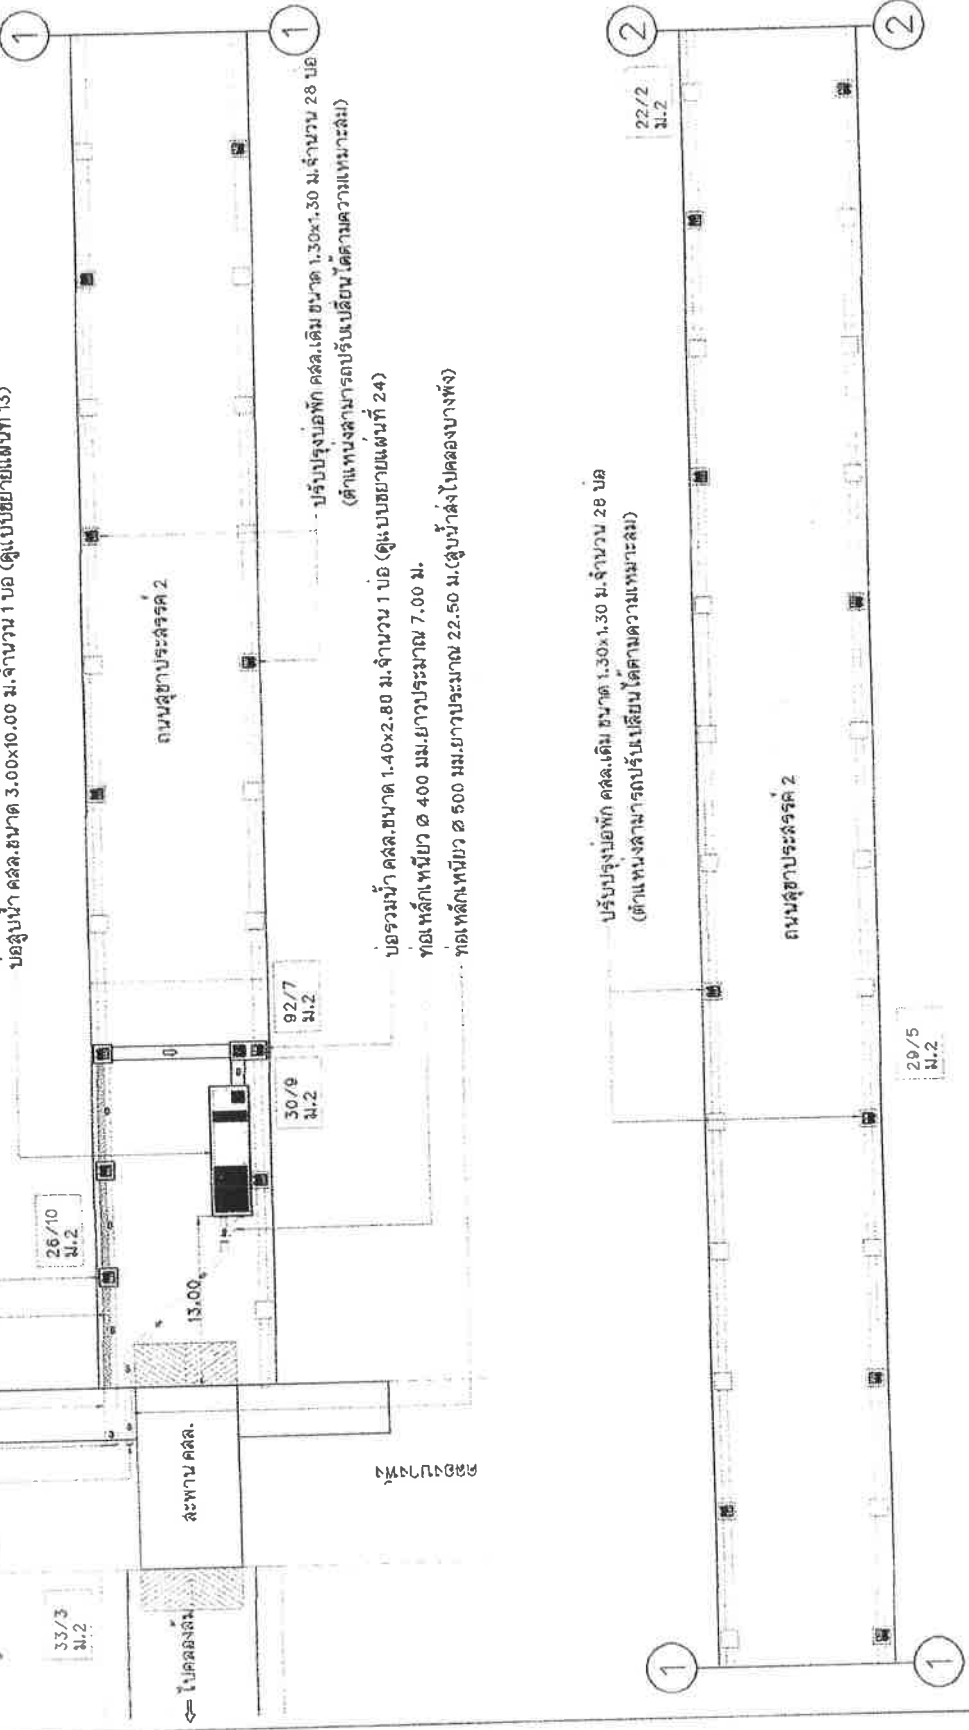 บ่อสูบน้ำ คสล.ขนาด 3.00x10.00 ม.จำนวน 1 บ่อ (ดูแบบขยายแผ่นที่ 13)
1
1
ถนนสุขาประสรรค์ 2
ปรับปรุงบ่อพัก คสล.เดิม ขนาด 1.30x1.30 ม.จำนวน 28 บ่อ
(ตำแหน่งสามารถปรับเปลี่ยนได้ตามความเหมาะสม)
บ่อรวมน้ำ คสล.ขนาด 1.40x2.80 ม.จำนวน 1 บ่อ (ดูแบบขยายแผ่นที่ 24)
ท่อเหล็กเหนียว ø 400 มม.ยาวประมาณ 7.00 ม.
ท่อเหล็กเหนียว ø 500 มม.ยาวประมาณ 22.50 ม.(สูบน้ำส่งไปคลองบางพัง)
26/10
ม.2
92/7
ม.2
30/9
ม.2
13.00
สะพาน คสล.
33/3
ม.2
ไปคลองส้ม
คลองบางพัง
2
2
22/2
ม.2
ปรับปรุงบ่อพัก คสล.เดิม ขนาด 1.30x1.30 ม.จำนวน 28 บ่อ
(ตำแหน่งสามารถปรับเปลี่ยนได้ตามความเหมาะสม)
ถนนสุขาประสรรค์ 2
29/5
ม.2
1
1